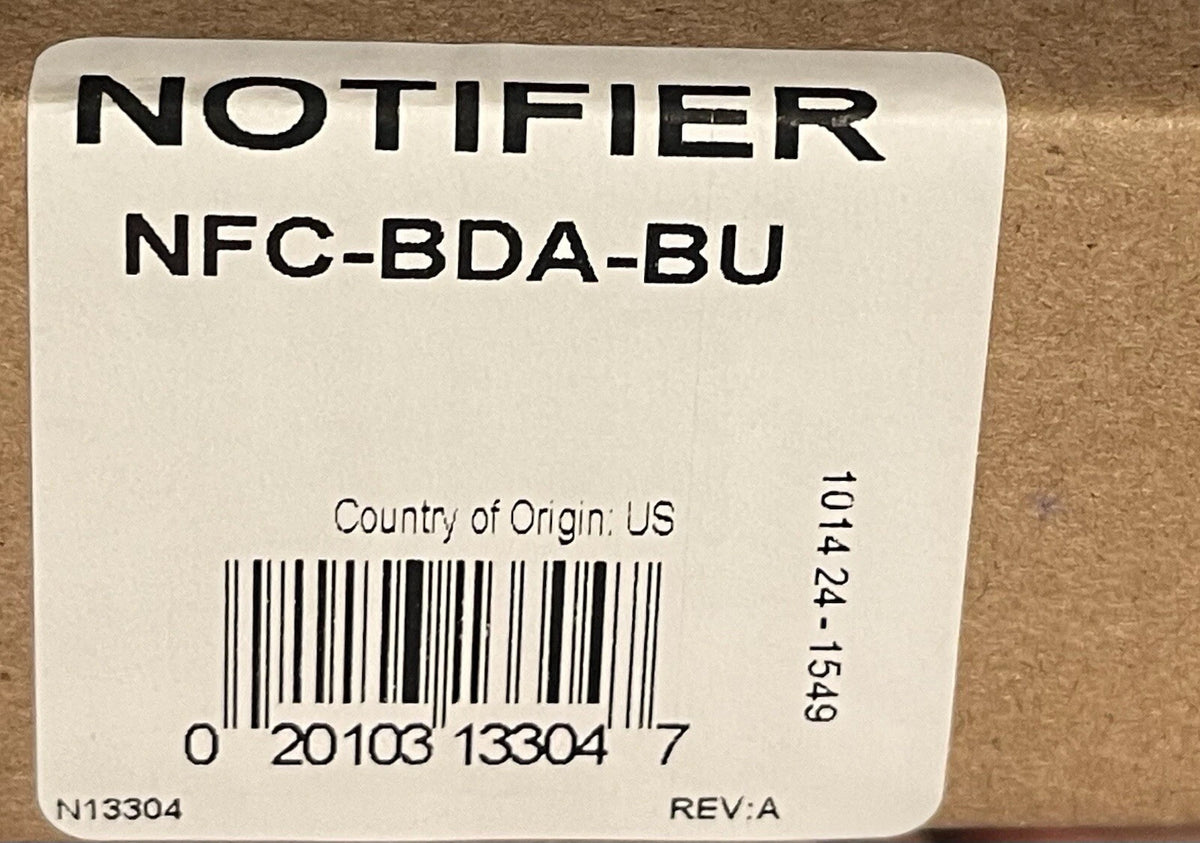 NOTIFIER
NFC-BDA-BU
Country of Origin: US
1014 24 - 1549
0 20103 13304 7
N13304 REV:A